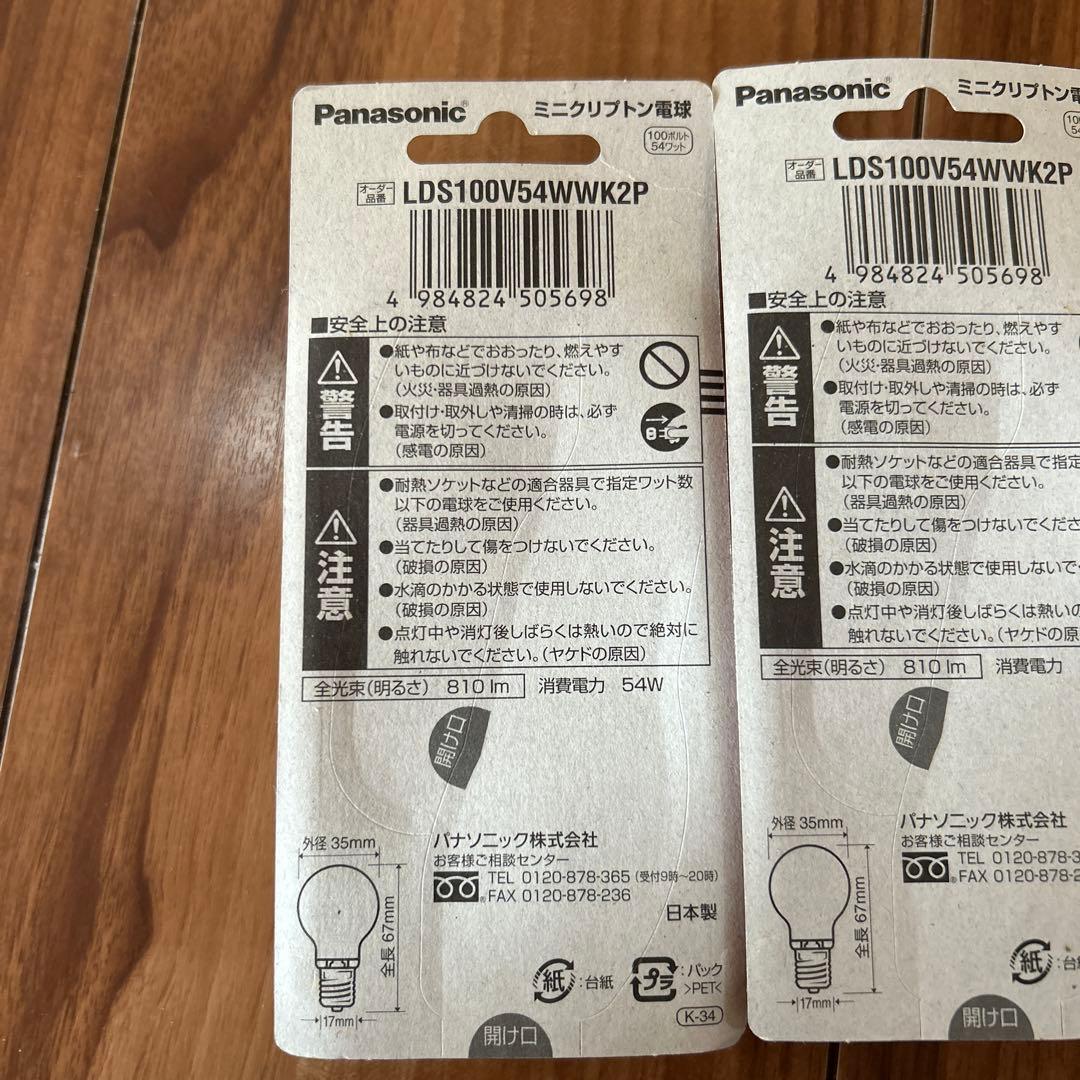 Panasonic® ミニクリプトン電球
100ボルト
54ワット
オーダー
品番 LDS100V54WWK2P
4 984824 505698
■安全上の注意
警告
●紙や布などでおおったり、燃えやす
いものに近づけないでください。
(火災・器具過熱の原因)
●取付け・取外しや清掃の時は、必ず
電源を切ってください。
(感電の原因)
注意
●耐熱ソケットなどの適合器具で指定ワット数
以下の電球をご使用ください。
(器具過熱の原因)
●当てたりして傷をつけないでください。
(破損の原因)
●水滴のかかる状態で使用しないでください。
(破損の原因)
●点灯中や消灯後しばらくは熱いので絶対に
触れないでください。(ヤケドの原因)
全光束(明るさ) 810 lm 消費電力 54W
開け口
外径 35mm
全長 67mm
17mm
パナソニック株式会社
お客様ご相談センター
TEL 0120-878-365(受付9時~20時)
FAX 0120-878-236
日本製
紙 :台紙
プラ :パック
>PET<
K-34
開け口
Panasonic® ミニクリプトン電
オーダー
品番 LDS100V54WWK2P
4 984824 505698
■安全上の注意
警告
●紙や布などでおおったり、燃えやす
いものに近づけないでください。
(火災・器具過熱の原因)
●取付け・取外しや清掃の時は、必ず
電源を切ってください。
(感電の原因)
注意
●耐熱ソケットなどの適合器具で指定
以下の電球をご使用ください。
(器具過熱の原因)
●当てたりして傷をつけないでくださ
(破損の原因)
●水滴のかかる状態で使用しないで
(破損の原因)
●点灯中や消灯後しばらくは熱い
触れないでください。(ヤケドの原
全光束(明るさ) 810 lm 消費電力
開け口
外径 35mm
全長 67mm
17mm
パナソニック株式会社
お客様ご相談センター
TEL 0120-878-3
FAX 0120-878-2
紙 :台
開け口